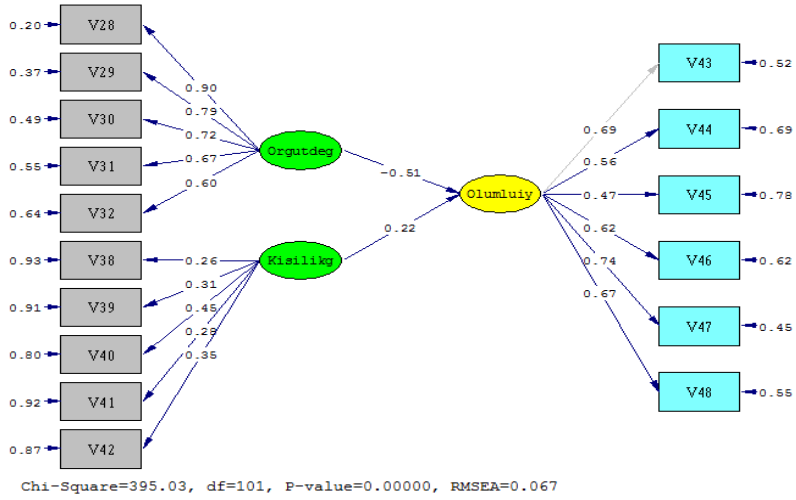 0.20 V28
0.37 V29
0.49 V30
0.55 V31
0.64 V32
0.93 V38
0.91 V39
0.80 V40
0.92 V41
0.87 V42
0.90
0.79
0.72
0.67
0.60
0.26
0.31
0.45
0.28
0.35
Orgutdeg
Kisilikg
-0.51
0.22
Olumluiy
0.69
0.56
0.47
0.62
0.74
0.67
V43 0.52
V44 0.69
V45 0.78
V46 0.62
V47 0.45
V48 0.55
Chi-Square=395.03, df=101, P-value=0.00000, RMSEA=0.067